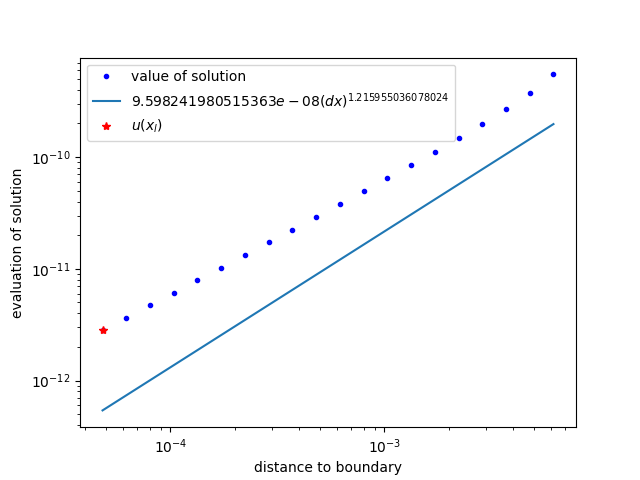 value of solution
9.598241980515363e − 08(dx)^1.215955036078024
u(x_l)
10^−10
10^−11
10^−12
evaluation of solution
10^−4
10^−3
distance to boundary